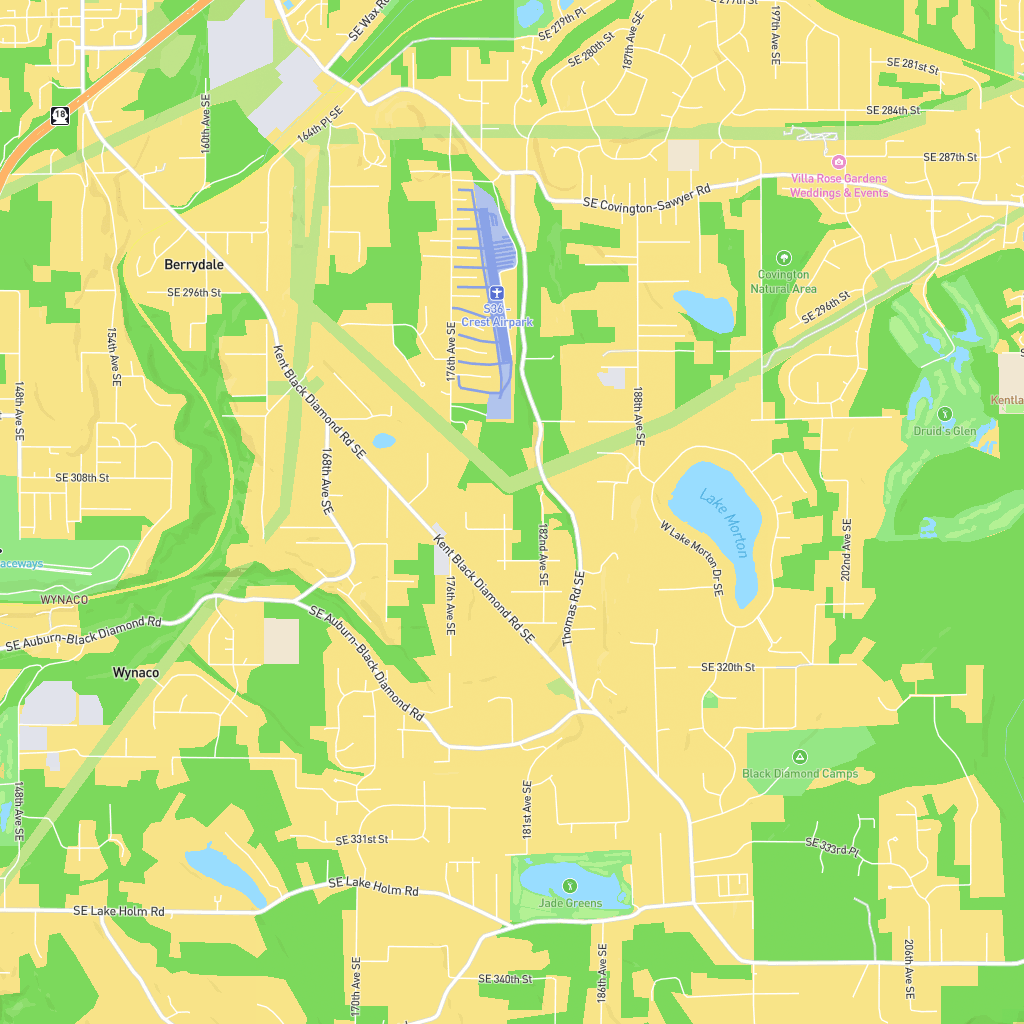 SE Wax Rd
SE 279th Pl
SE 280th St
187th Ave SE
SE 277th St
197th Ave SE
SE 281st St
18
160th Ave SE
164th Pl SE
SE 284th St
SE 287th St
Villa Rose Gardens
Weddings & Events
SE Covington-Sawyer Rd
Berrydale
SE 296th St
Covington
Natural Area
SE 296th St
S36 -
Crest Airpark
154th Ave SE
176th Ave SE
148th Ave SE
Kent Black Diamond Rd SE
188th Ave SE
Kentla
Druid's Glen
168th Ave SE
SE 308th St
Lake Morton
W Lake Morton Dr SE
182nd Ave SE
202nd Ave SE
aceways
WYNACO
Kent Black Diamond Rd SE
176th Ave SE
Thomas Rd SE
SE Auburn-Black Diamond Rd
SE Auburn-Black Diamond Rd
Wynaco
SE 320th St
Black Diamond Camps
148th Ave SE
181st Ave SE
SE 331st St
SE 333rd Pl
SE Lake Holm Rd
SE Lake Holm Rd
Jade Greens
170th Ave SE
SE 340th St
186th Ave SE
206th Ave SE